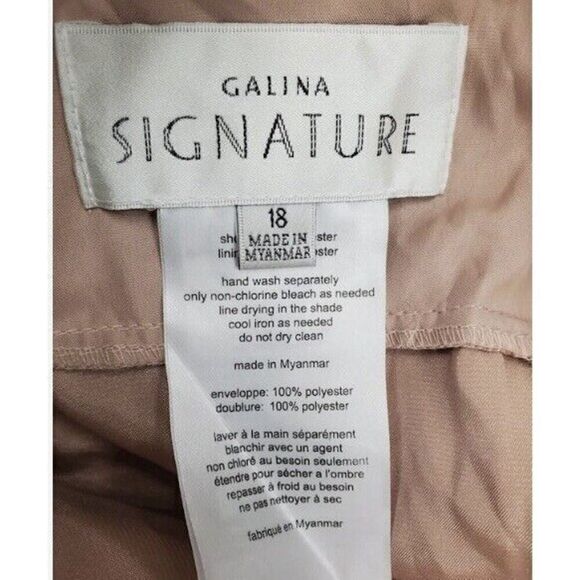 GALINA
SIGNATURE
18
MADE IN
MYANMAR
hand wash separately
only non-chlorine bleach as needed
line drying in the shade
cool iron as needed
do not dry clean
made in Myanmar
enveloppe: 100% polyester
doublure: 100% polyester
laver à la main séparément
blanchir avec un agent
non chloré au besoin seulement
étendre pour sécher a l'ombre
repasser à froid au besoin
ne pas nettoyer à sec
fabriqué en Myanmar